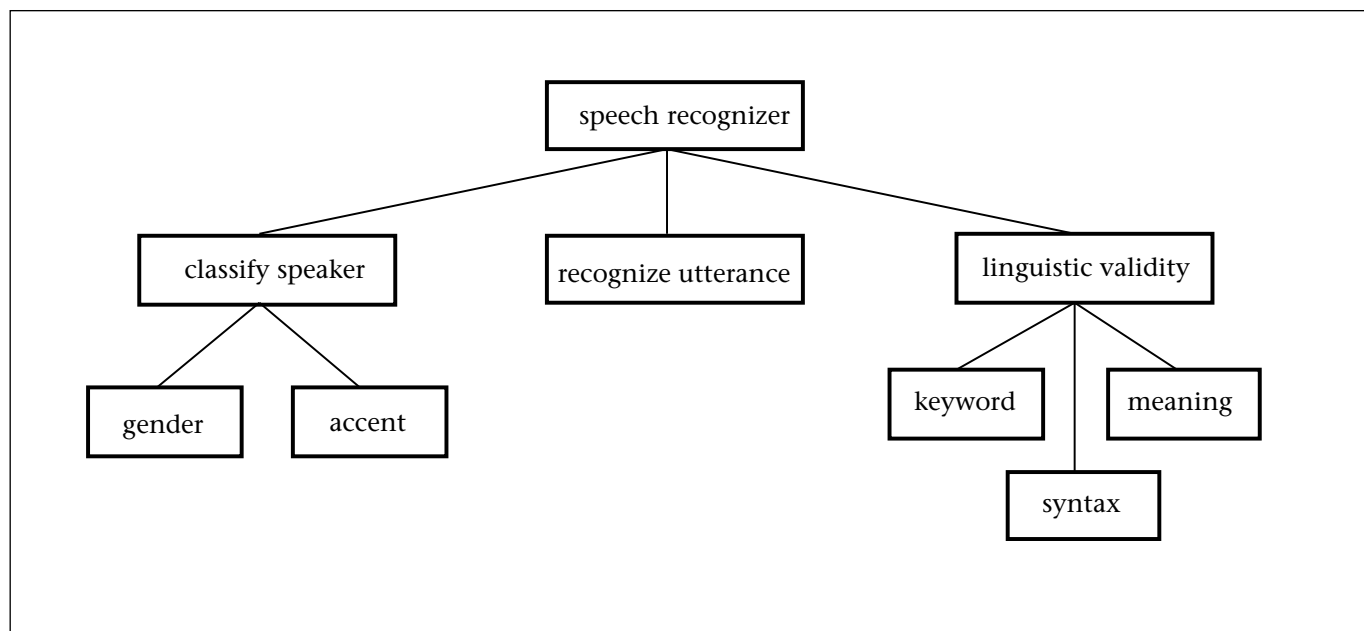 speech recognizer
classify speaker
recognize utterance
linguistic validity
gender
accent
keyword
meaning
syntax